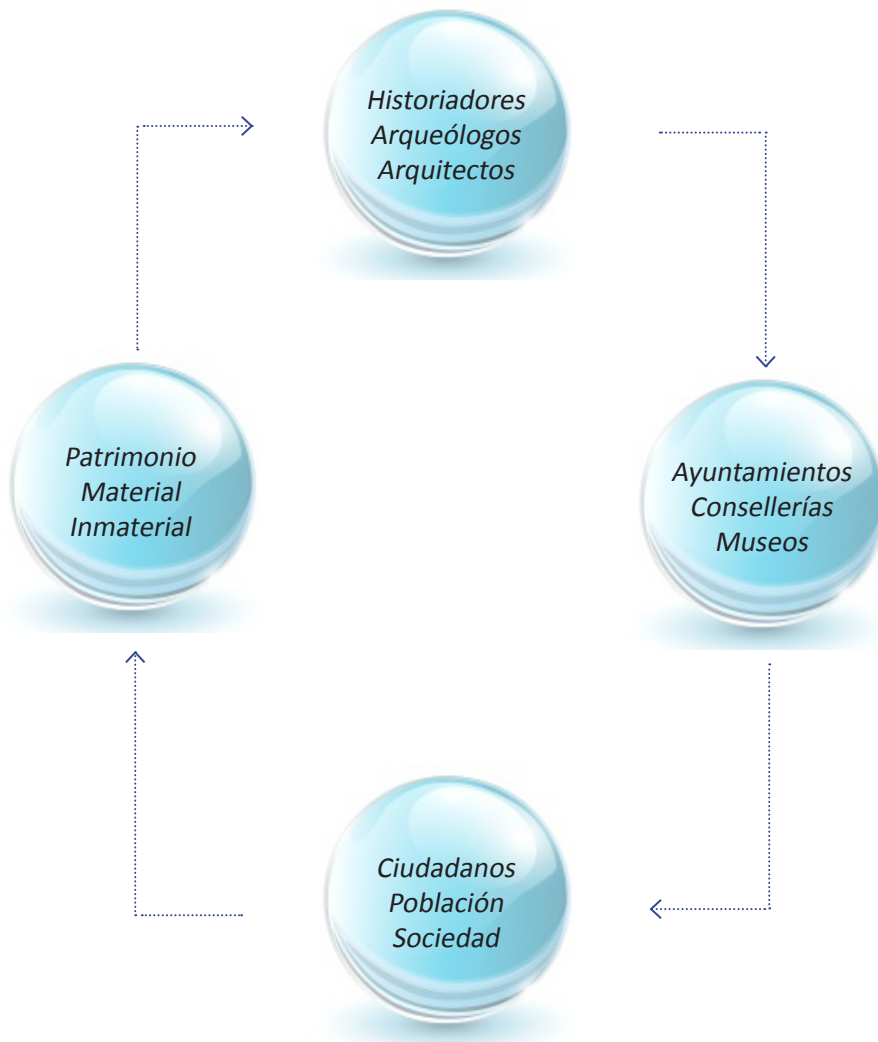 Historiadores
Arqueólogos
Arquitectos
Patrimonio
Material
Inmaterial
Ayuntamientos
Consellerías
Museos
Ciudadanos
Población
Sociedad